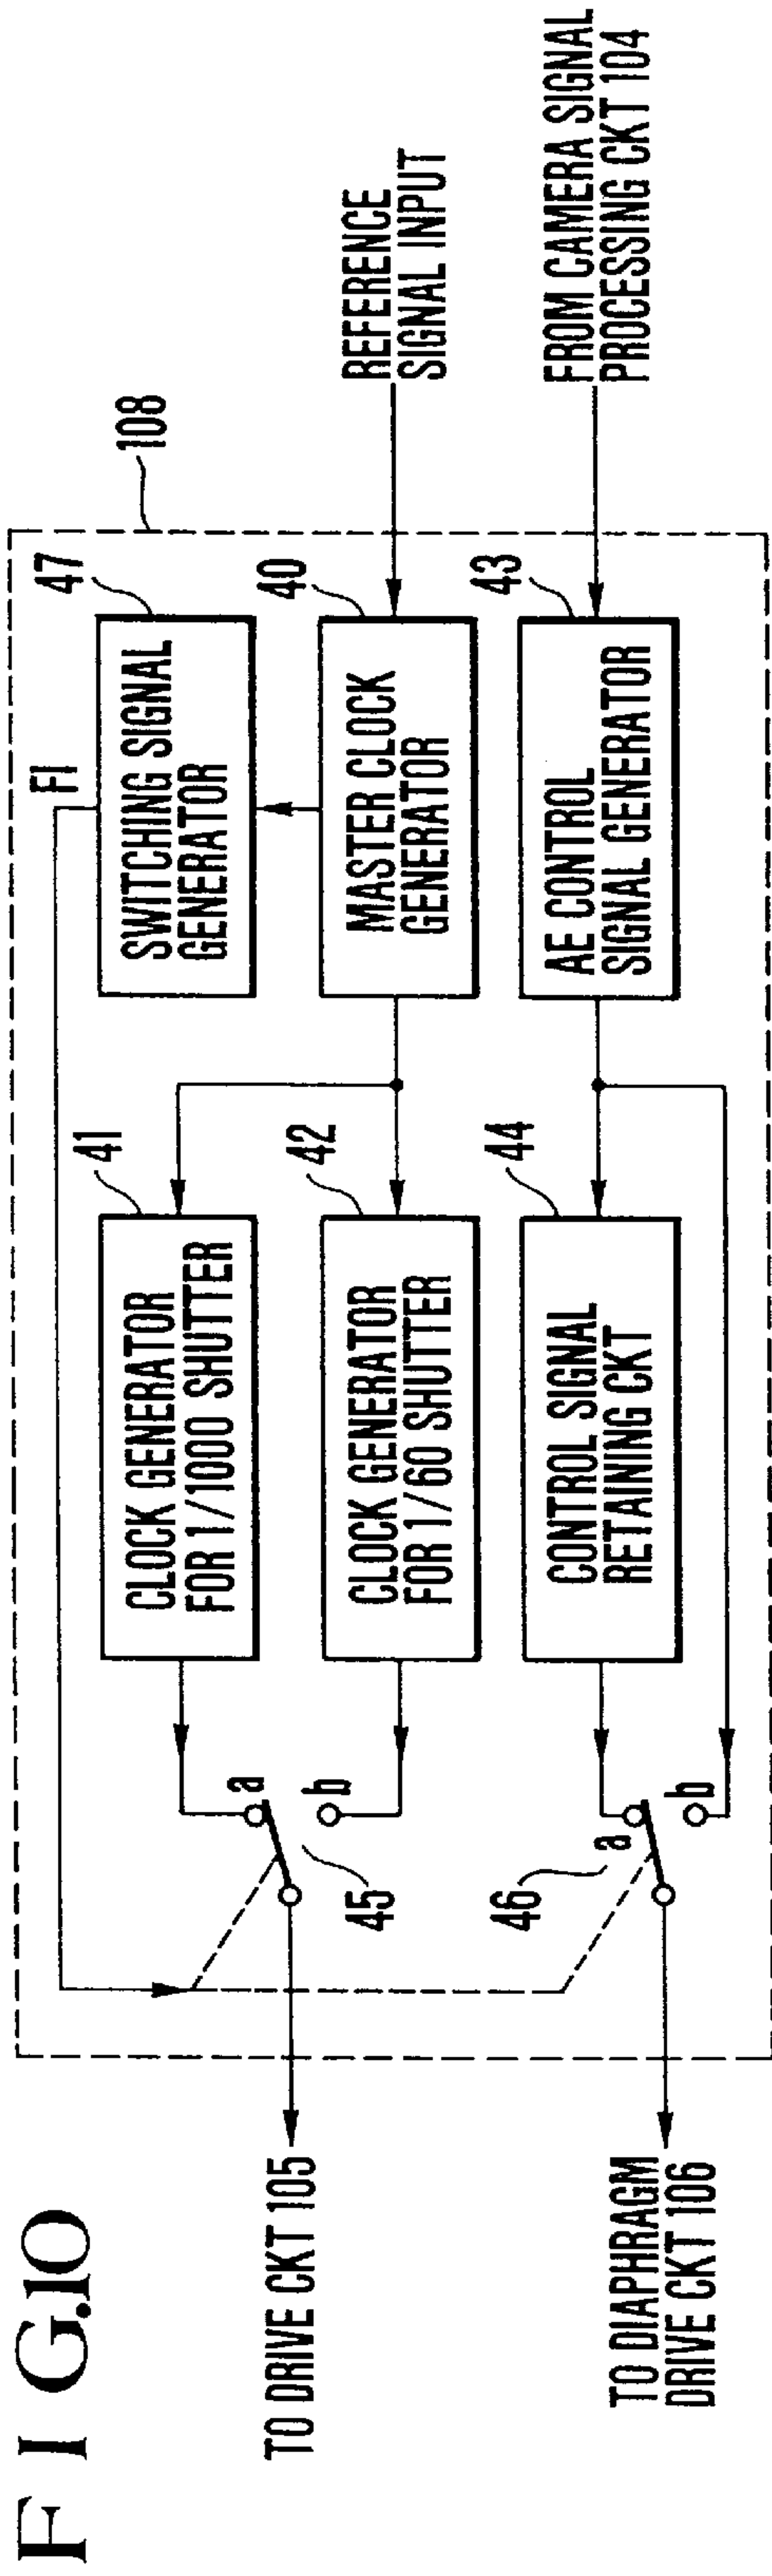 FIG.10
108
FI
47
SWITCHING SIGNAL
GENERATOR
41
CLOCK GENERATOR
FOR 1/1000 SHUTTER
40
MASTER CLOCK
GENERATOR
REFERENCE
SIGNAL INPUT
42
CLOCK GENERATOR
FOR 1/60 SHUTTER
a
b
45
TO DRIVE CKT 105
43
AE CONTROL
SIGNAL GENERATOR
FROM CAMERA SIGNAL
PROCESSING CKT 104
44
CONTROL SIGNAL
RETAINING CKT
46
a
b
TO DIAPHRAGM
DRIVE CKT 106